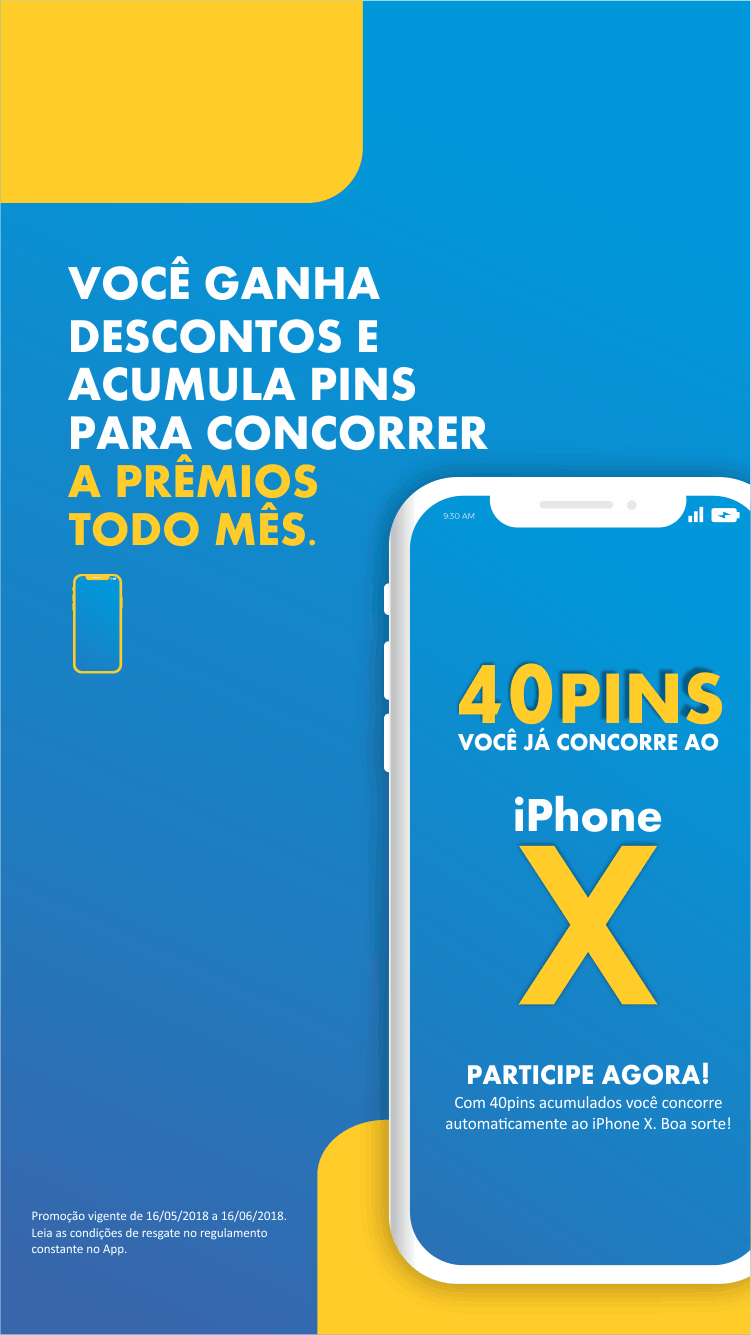 VOCÊ GANHA
DESCONTOS E
ACUMULA PINS
PARA CONCORRER
A PRÊMIOS
TODO MÊS.
9:30 AM
40PINS
VOCÊ JÁ CONCORRE AO
iPhone
X
PARTICIPE AGORA!
Com 40pins acumulados você concorre
automaticamente ao iPhone X. Boa sorte!
Promoção vigente de 16/05/2018 a 16/06/2018.
Leia as condições de resgate no regulamento
constante no App.